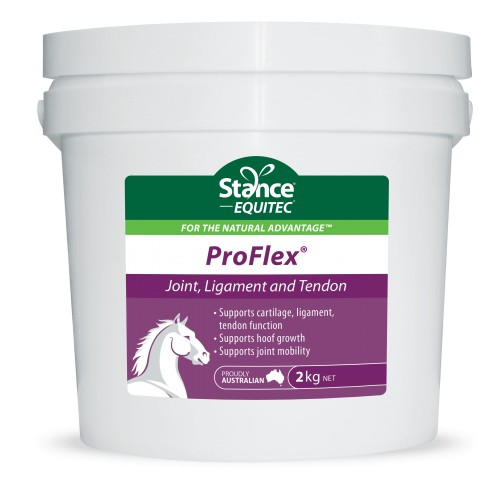 Stance®
EQUITEC
FOR THE NATURAL ADVANTAGE™
ProFlex®
Joint, Ligament and Tendon
• Supports cartilage, ligament,
tendon function
• Supports hoof growth
• Supports joint mobility
PROUDLY
AUSTRALIAN
2kg NET